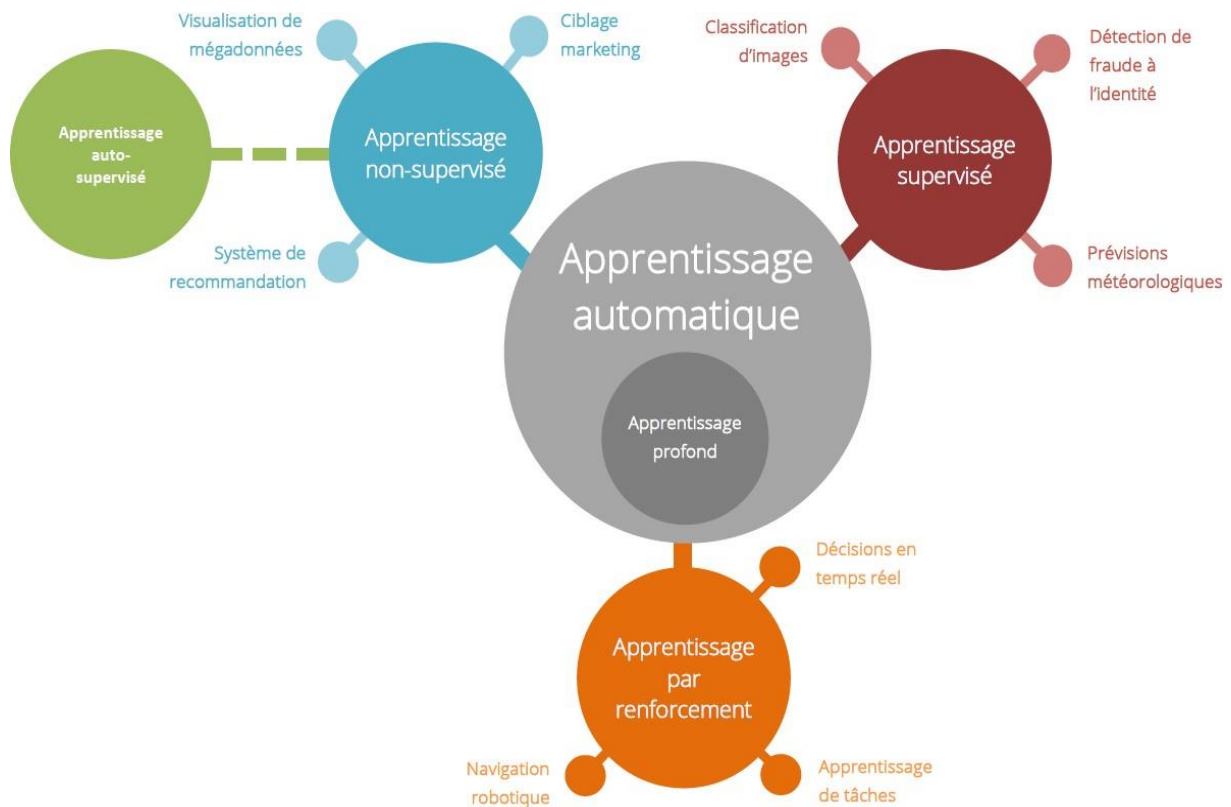 Visualisation de
mégadonnées
Ciblage
marketing
Classification
d'images
Détection de
fraude à
l'identité
Apprentissage
auto-
supervisé
Apprentissage
non-supervisé
Apprentissage
supervisé
Système de
recommandation
Apprentissage
automatique
Prévisions
météorologiques
Apprentissage
profond
Décisions en
temps réel
Apprentissage
par
renforcement
Navigation
robotique
Apprentissage
de tâches